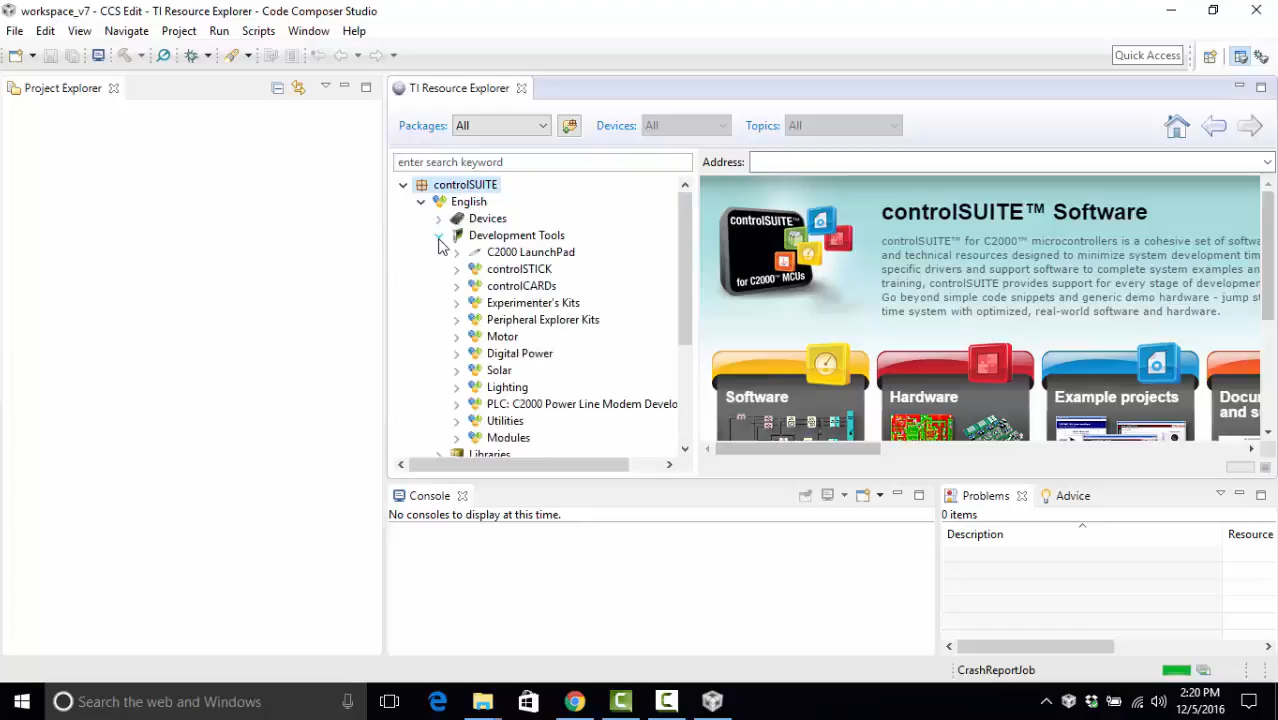 workspace_v7 - CCS Edit - TI Resource Explorer - Code Composer Studio
File Edit View Navigate Project Run Scripts Window Help
Quick Access
Project Explorer
TI Resource Explorer
Packages: All Devices: All Topics: All
enter search keyword
Address:
controlSUITE
English
Devices
Development Tools
C2000 LaunchPad
controlSTICK
controlCARDs
Experimenter's Kits
Peripheral Explorer Kits
Motor
Digital Power
Solar
Lighting
PLC: C2000 Power Line Modem Develo
Utilities
Modules
Libraries
controlSUITE™
for C2000™ MCUs
controlSUITE™ Software
controlSUITE™ for C2000™ microcontrollers is a cohesive set of softwa
and technical resources designed to minimize system development time
specific drivers and support software to complete system examples an
training, controlSUITE provides support for every stage of developmen
Go beyond simple code snippets and generic demo hardware - jump st
time system with optimized, real-world software and hardware.
Software
Hardware
Example projects
Docu
and s
Console
No consoles to display at this time.
Problems
Advice
0 items
Description
Resource
CrashReportJob
Search the web and Windows
2:20 PM
12/5/2016